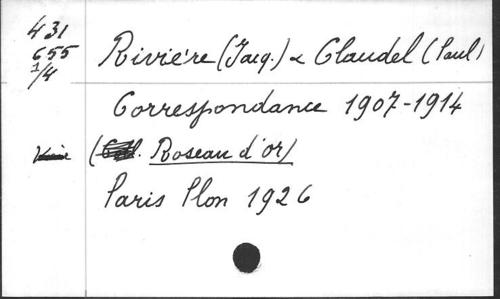 431
655
1/4
Rivière (Jacq.) & Claudel (Paul)
Correspondance 1907-1914
(Coll. Roseau d'or)
Paris Plon 1926